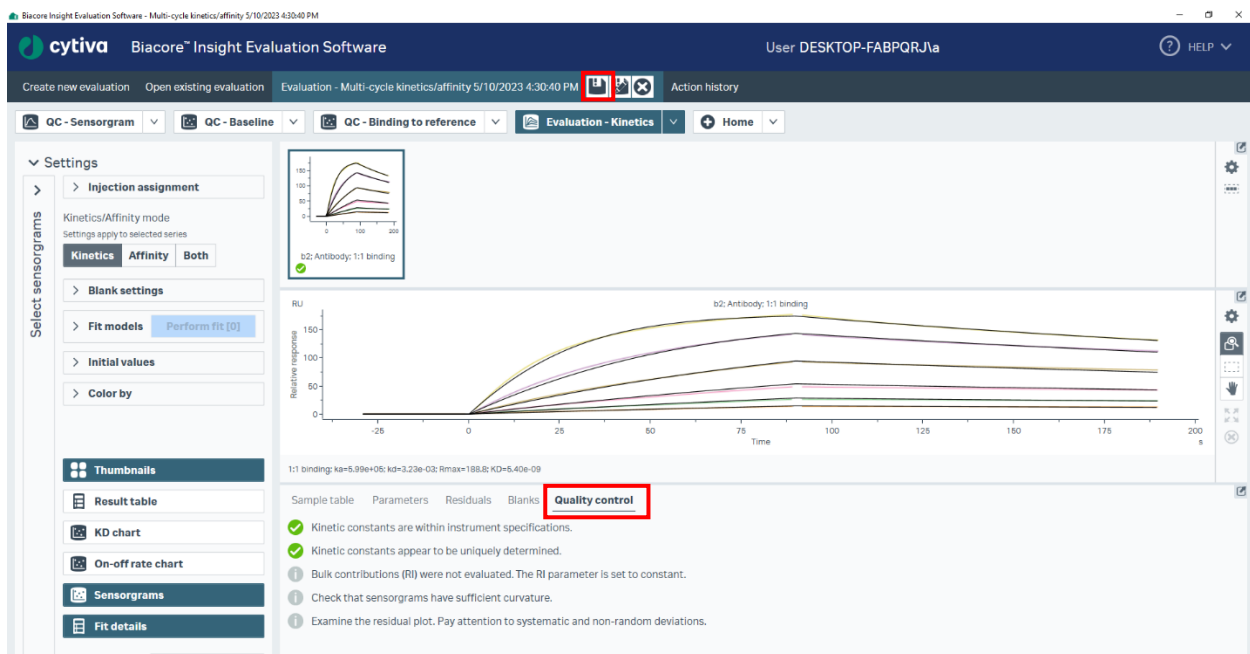 Biacore Insight Evaluation Software - Multi-cycle kinetics/affinity 5/10/2023 4:30:40 PM
cytiva Biacore™ Insight Evaluation Software User DESKTOP-FABPQRJ\a ? HELP
Create new evaluation Open existing evaluation Evaluation - Multi-cycle kinetics/affinity 5/10/2023 4:30:40 PM Action history
QC - Sensorgram QC - Baseline QC - Binding to reference Evaluation - Kinetics Home
Settings
Select sensorgrams
Injection assignment
Kinetics/Affinity mode
Settings apply to selected series
Kinetics Affinity Both
Blank settings
Fit models Perform fit [0]
Initial values
Color by
Thumbnails
Result table
KD chart
On-off rate chart
Sensorgrams
Fit details
150
100
50
0
0 100 200
b2; Antibody; 1:1 binding
RU
b2; Antibody; 1:1 binding
Relative response
150
100
50
0
-25 0 25 50 75 100 125 150 175 200
Time
s
1:1 binding; ka=5.99e+05; kd=3.23e-03; Rmax=188.8; KD=5.40e-09
Sample table Parameters Residuals Blanks Quality control
Kinetic constants are within instrument specifications.
Kinetic constants appear to be uniquely determined.
Bulk contributions (RI) were not evaluated. The RI parameter is set to constant.
Check that sensorgrams have sufficient curvature.
Examine the residual plot. Pay attention to systematic and non-random deviations.